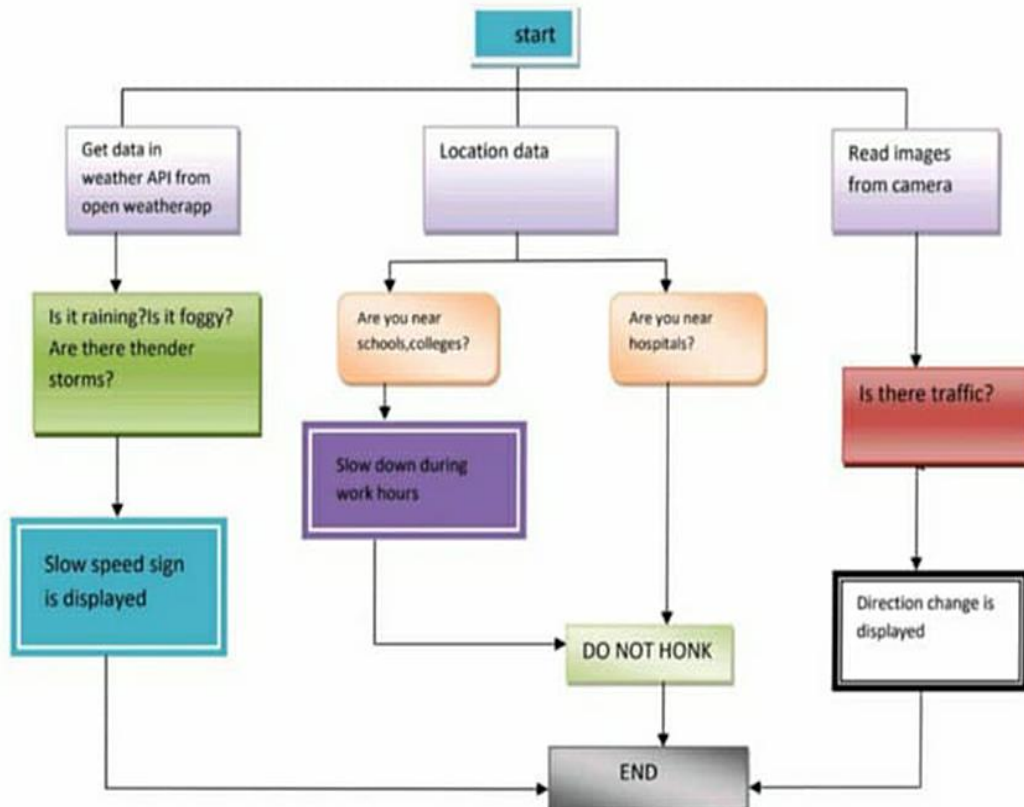 start
Get data in
weather API from
open weatherapp
Location data
Read images
from camera
Is it raining?Is it foggy?
Are there thender
storms?
Are you near
schools,colleges?
Are you near
hospitals?
Is there traffic?
Slow down during
work hours
Slow speed sign
is displayed
Direction change is
displayed
DO NOT HONK
END